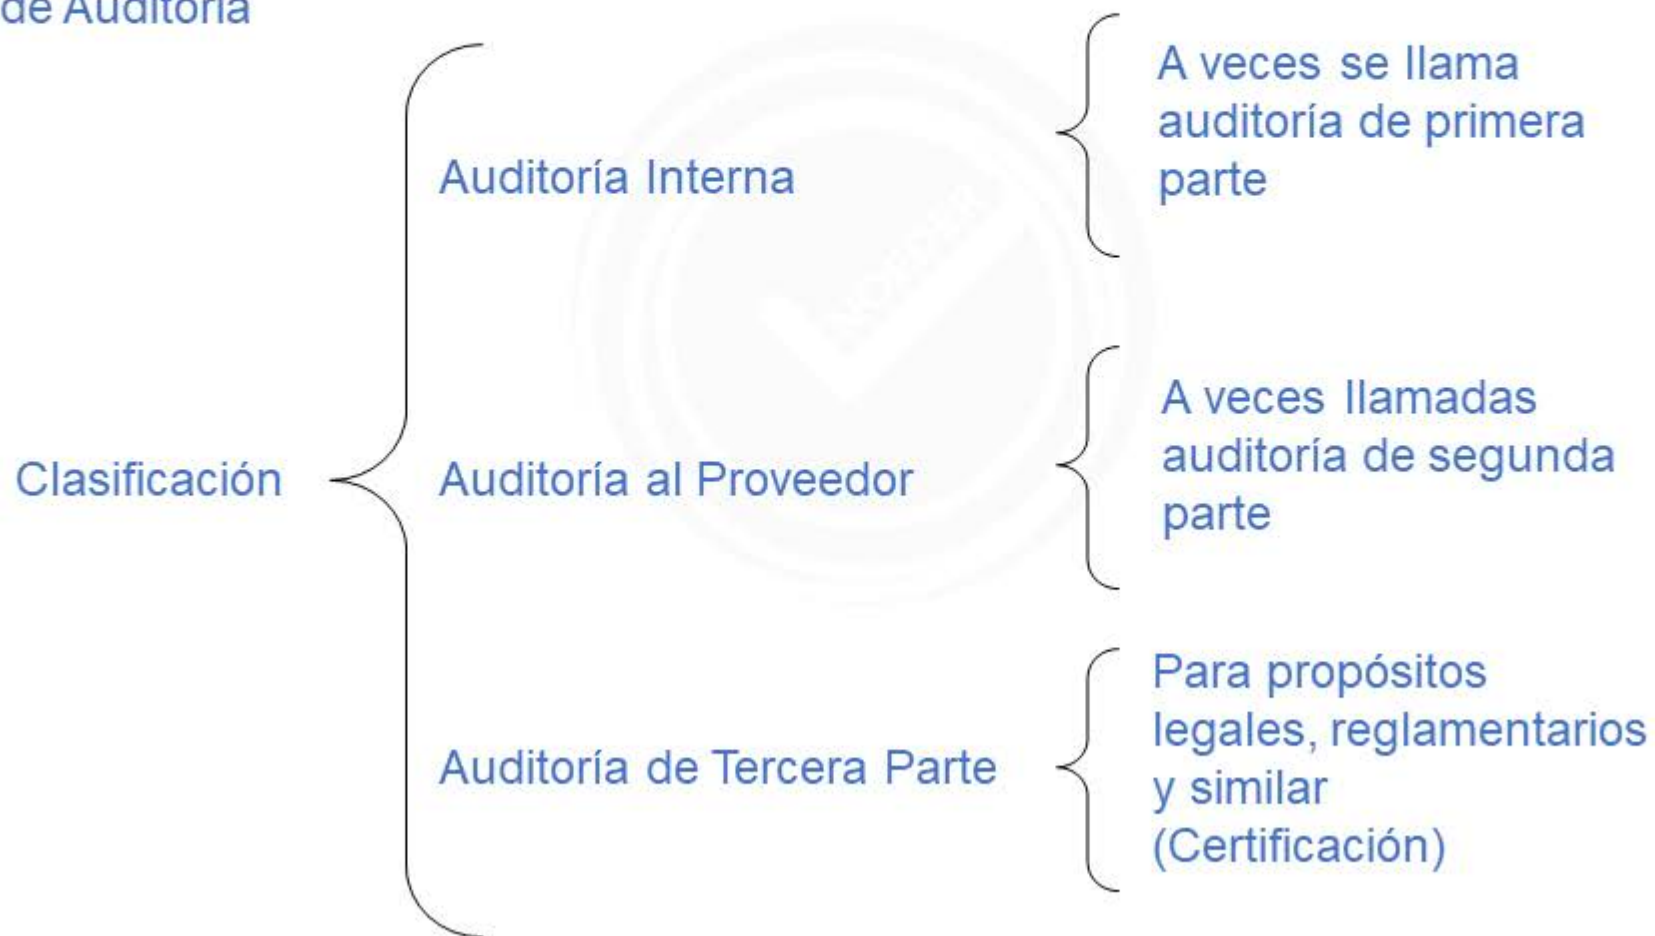 de Auditoría
A veces se llama
auditoría de primera
parte
Auditoría Interna
A veces llamadas
auditoría de segunda
parte
Clasificación
Auditoría al Proveedor
Para propósitos
legales, reglamentarios
y similar
(Certificación)
Auditoría de Tercera Parte